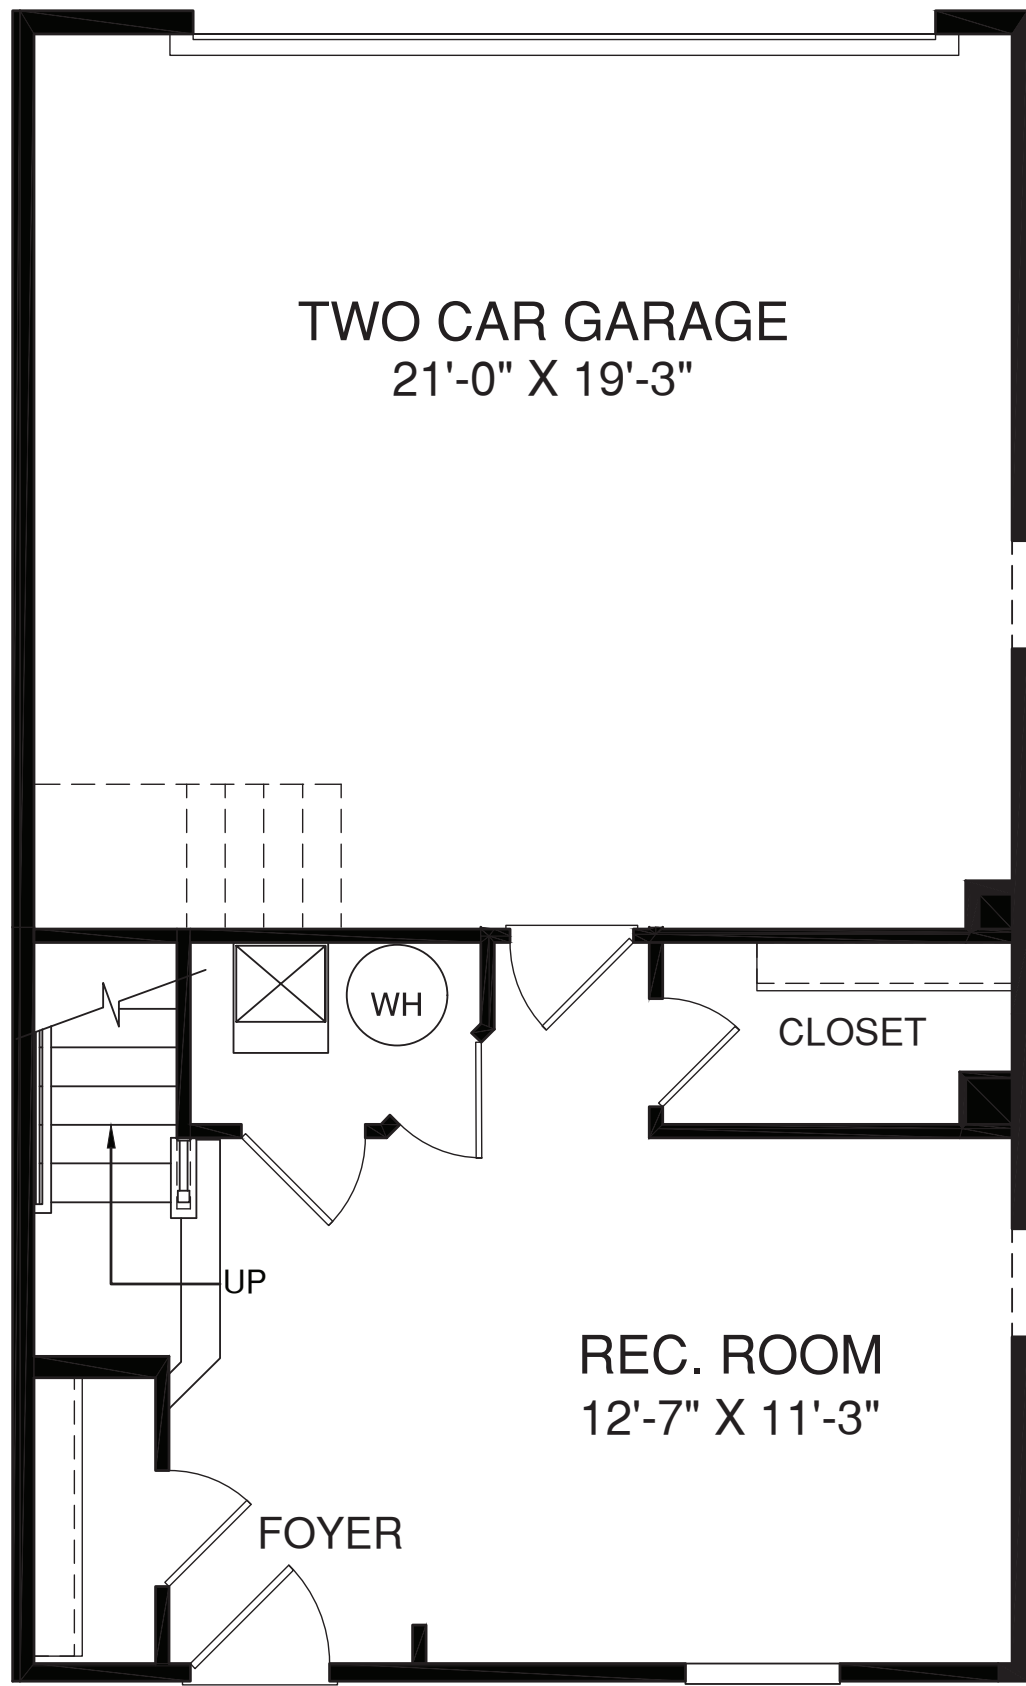 TWO CAR GARAGE
21'-0" X 19'-3"
WH
CLOSET
UP
REC. ROOM
12'-7" X 11'-3"
FOYER